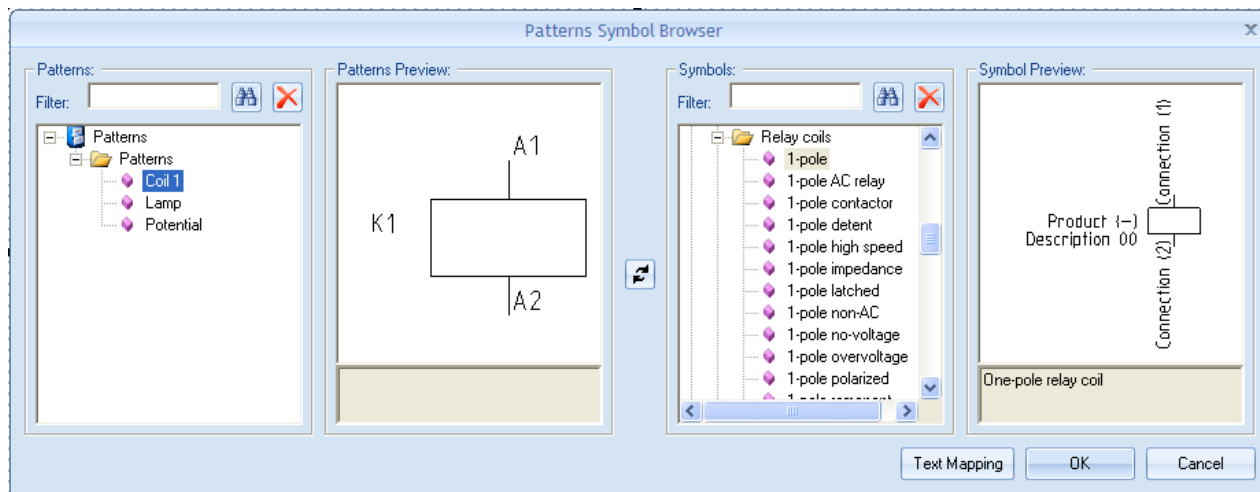 Patterns Symbol Browser
x
Patterns:
Filter:
Patterns
Patterns
Coil 1
Lamp
Potential
Patterns Preview:
A1
K1
A2
Symbols:
Filter:
Relay coils
1-pole
1-pole AC relay
1-pole contactor
1-pole detent
1-pole high speed
1-pole impedance
1-pole latched
1-pole non-AC
1-pole no-voltage
1-pole overvoltage
1-pole polarized
1-pole remanent
Symbol Preview:
Connection (1)
Product (-)
Description 00
Connection (2)
One-pole relay coil
Text Mapping
OK
Cancel